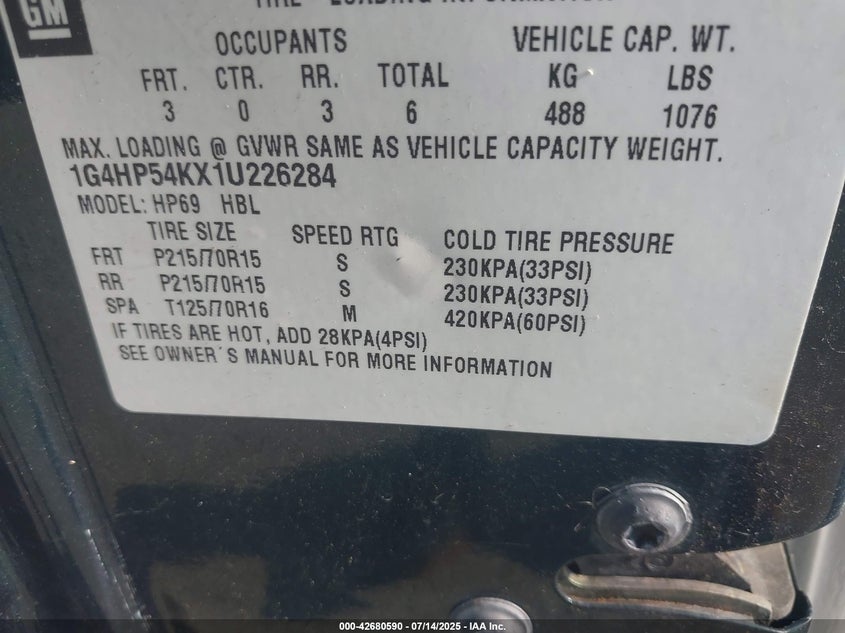 GM
TIRE - LOADING INFORMATION
OCCUPANTS VEHICLE CAP. WT.
FRT. CTR. RR. TOTAL KG LBS
3 0 3 6 488 1076
MAX. LOADING @ GVWR SAME AS VEHICLE CAPACITY WEIGHT.
1G4HP54KX1U226284
MODEL: HP69 HBL
TIRE SIZE SPEED RTG COLD TIRE PRESSURE
FRT P215/70R15 S 230KPA(33PSI)
RR P215/70R15 S 230KPA(33PSI)
SPA T125/70R16 M 420KPA(60PSI)
IF TIRES ARE HOT, ADD 28KPA(4PSI)
SEE OWNER'S MANUAL FOR MORE INFORMATION
000-42680590 - 07/14/2025 - IAA Inc.